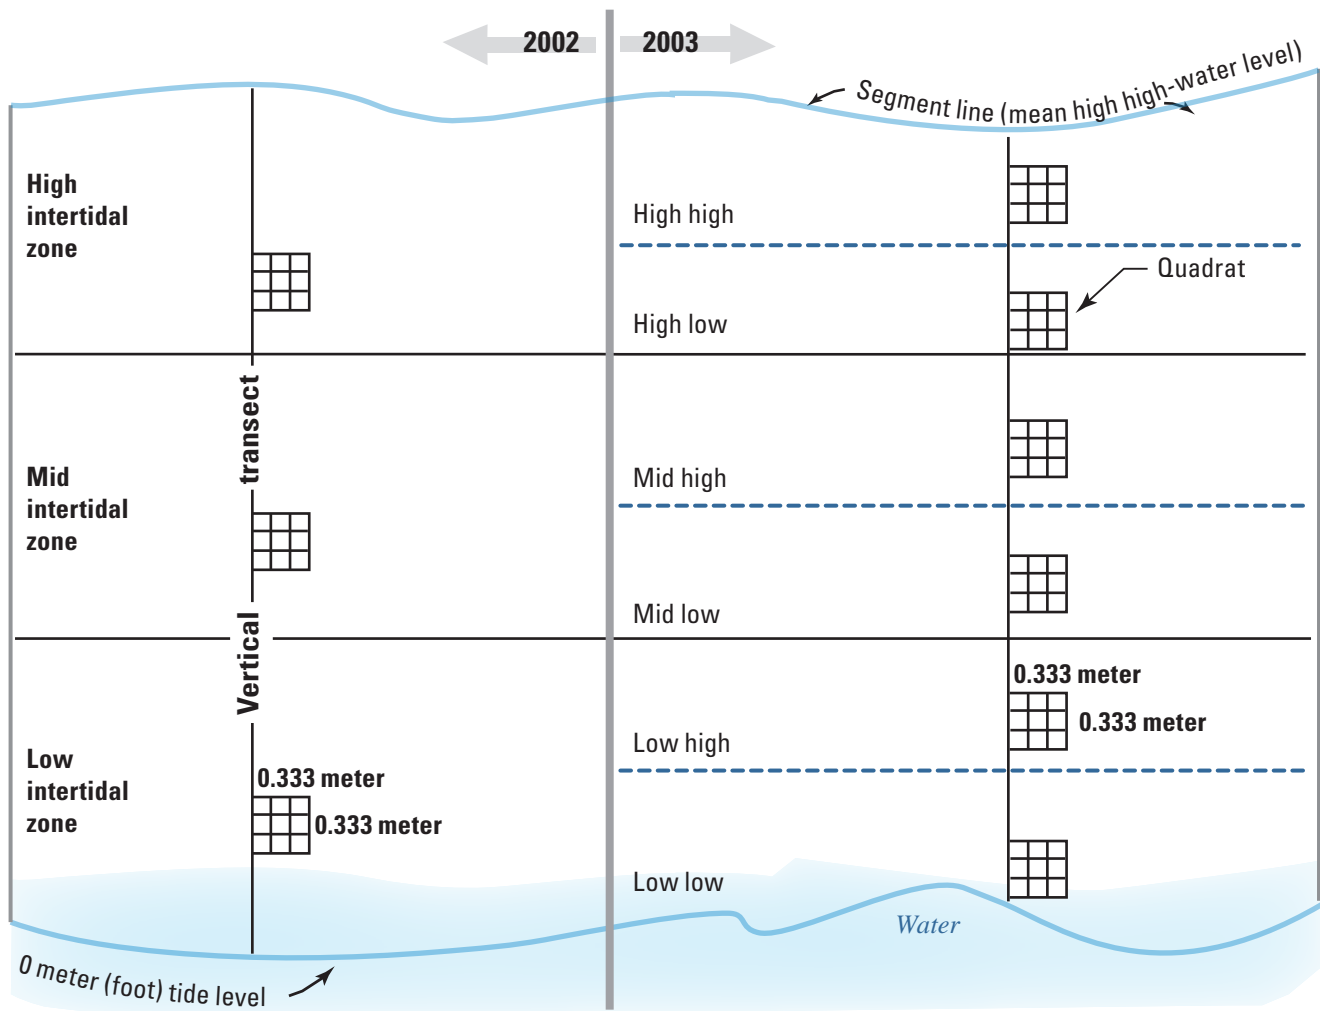 2002
2003
Segment line (mean high high-water level)
High
intertidal
zone
High high
Quadrat
High low
Vertical transect
Mid
intertidal
zone
Mid high
Mid low
0.333 meter
0.333 meter
Low high
Low
intertidal
zone
0.333 meter
0.333 meter
Low low
Water
0 meter (foot) tide level